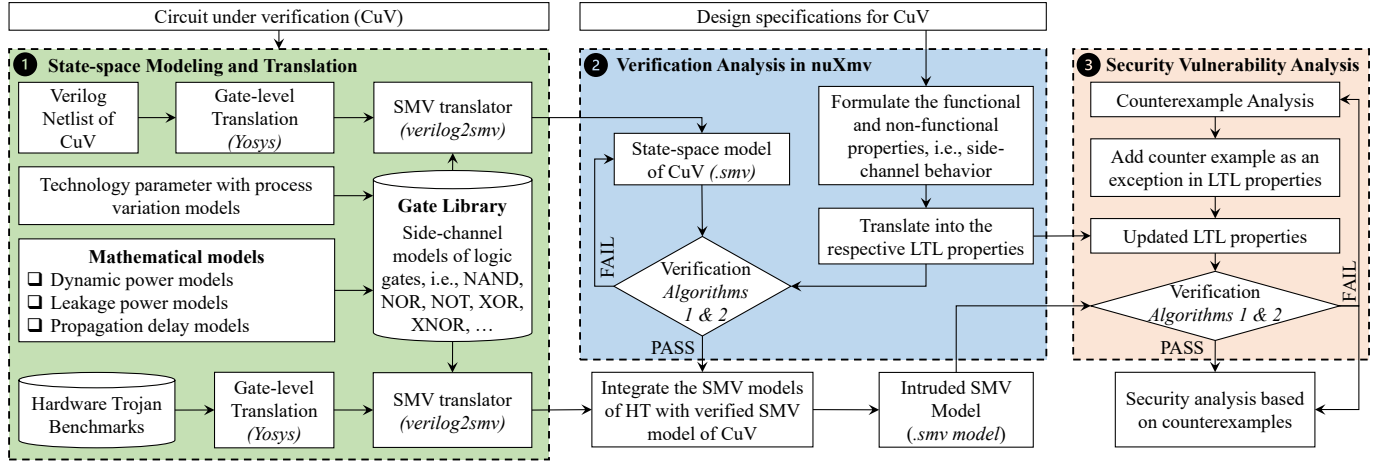 Circuit under verification (CuV)
Design specifications for CuV
1 State-space Modeling and Translation
Verilog
Netlist of
CuV
Gate-level
Translation
(Yosys)
SMV translator
(verilog2smv)
Technology parameter with process
variation models
Mathematical models
Dynamic power models
Leakage power models
Propagation delay models
Gate Library
Side-channel
models of logic
gates, i.e., NAND,
NOR, NOT, XOR,
XNOR, …
Hardware Trojan
Benchmarks
Gate-level
Translation
(Yosys)
SMV translator
(verilog2smv)
2 Verification Analysis in nuXmv
State-space model
of CuV (.smv)
FAIL
Verification
Algorithms
1 & 2
PASS
Formulate the functional
and non-functional
properties, i.e., side-
channel behavior
Translate into the
respective LTL properties
Integrate the SMV models
of HT with verified SMV
model of CuV
Intruded SMV
Model
(.smv model)
3 Security Vulnerability Analysis
Counterexample Analysis
Add counter example as an
exception in LTL properties
Updated LTL properties
Verification
Algorithms 1 & 2
FAIL
PASS
Security analysis based
on counterexamples